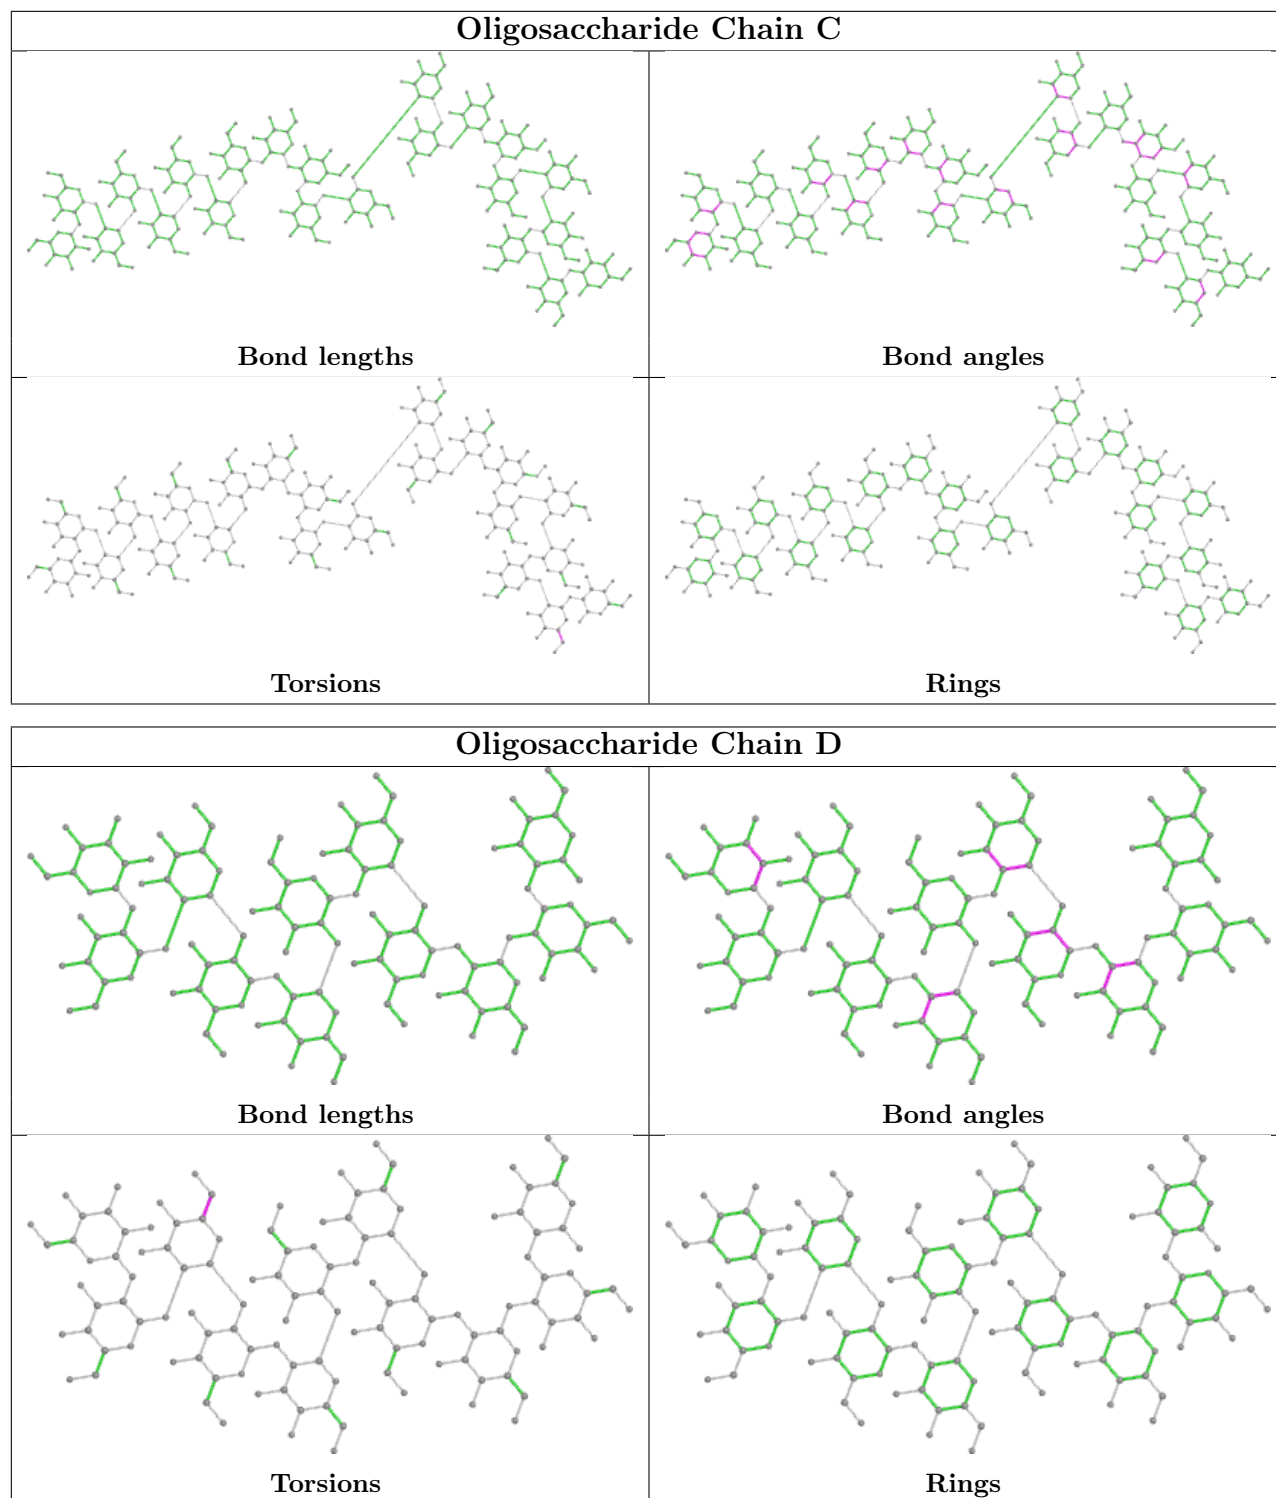 Oligosaccharide Chain C
Bond lengths
Bond angles
Torsions
Rings
Oligosaccharide Chain D
Bond lengths
Bond angles
Torsions
Rings